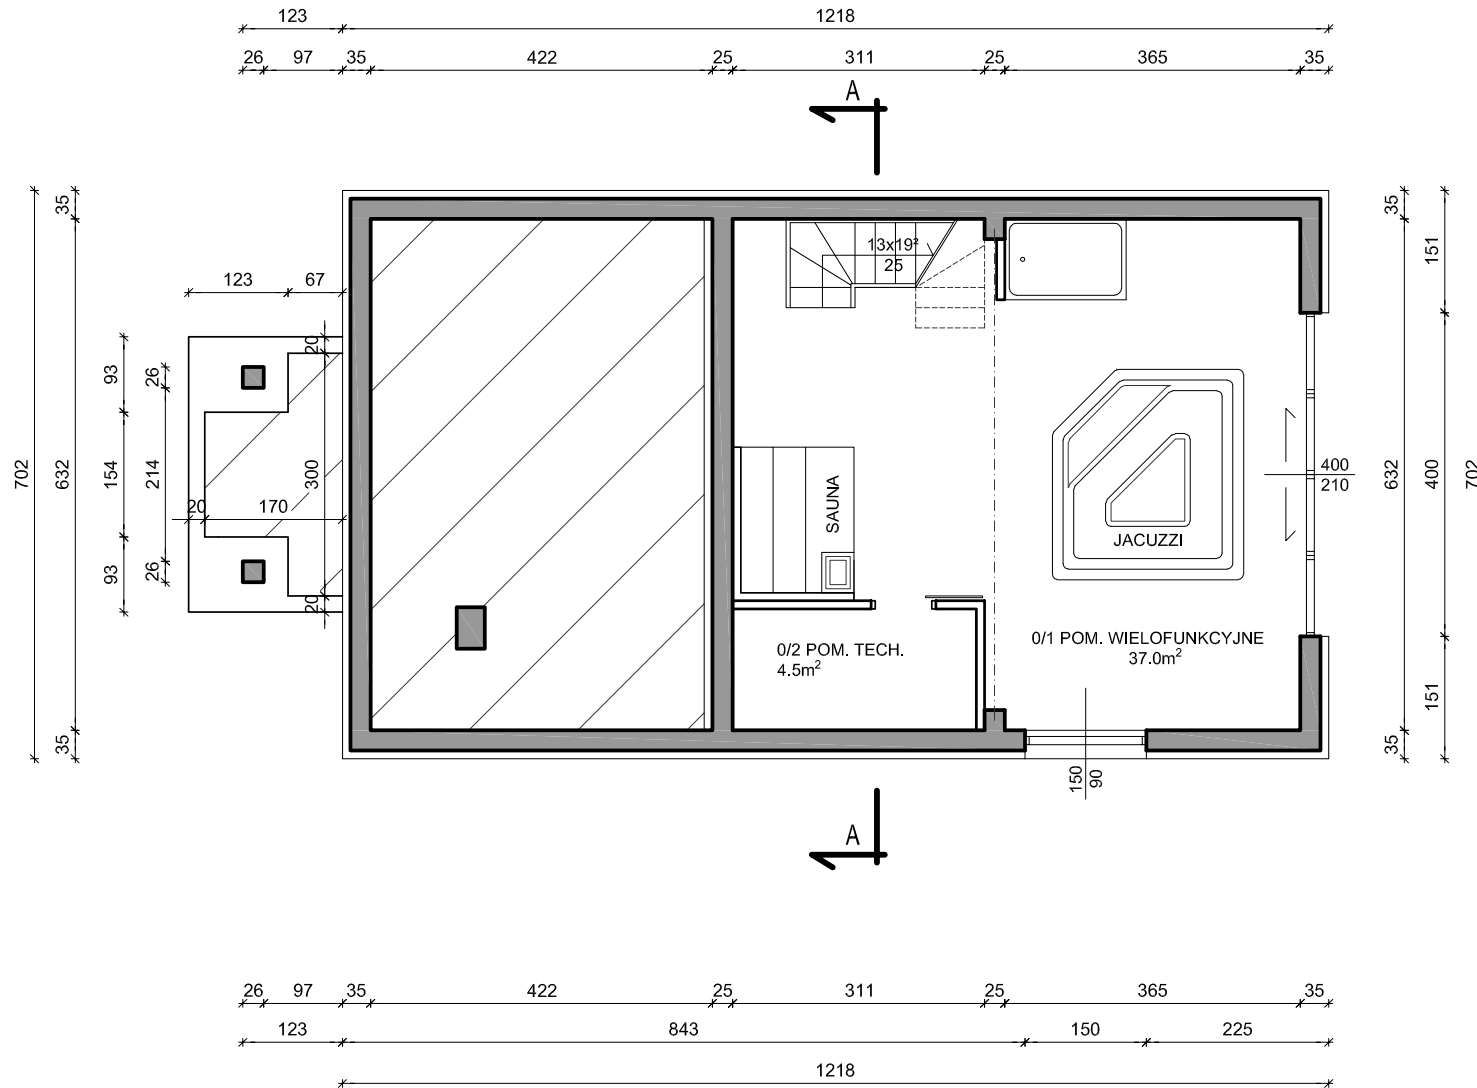 123 1218
26 97 35 422 25 311 25 365 35
A
35 35
13x19²
25
151
123 67
20
93 26
702 632 154 214 300 SAUNA 400 632 400 702
210
20 170
JACUZZI
93 26
20
0/1 POM. WIELOFUNKCYJNE
37.0m²
0/2 POM. TECH.
4.5m²
151
35 35
150
90
A
26 97 35 422 25 311 25 365 35
123 843 150 225
1218